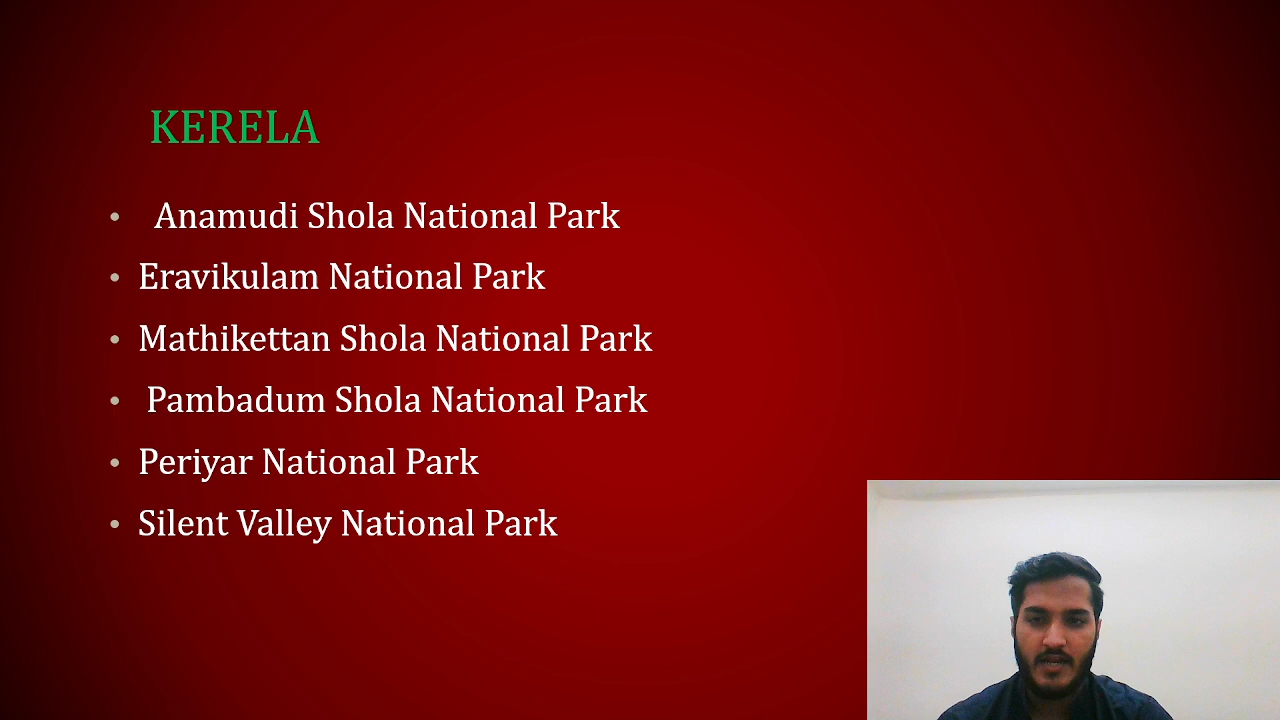 KERELA
• Anamudi Shola National Park
• Eravikulam National Park
• Mathikettan Shola National Park
• Pambadum Shola National Park
• Periyar National Park
• Silent Valley National Park